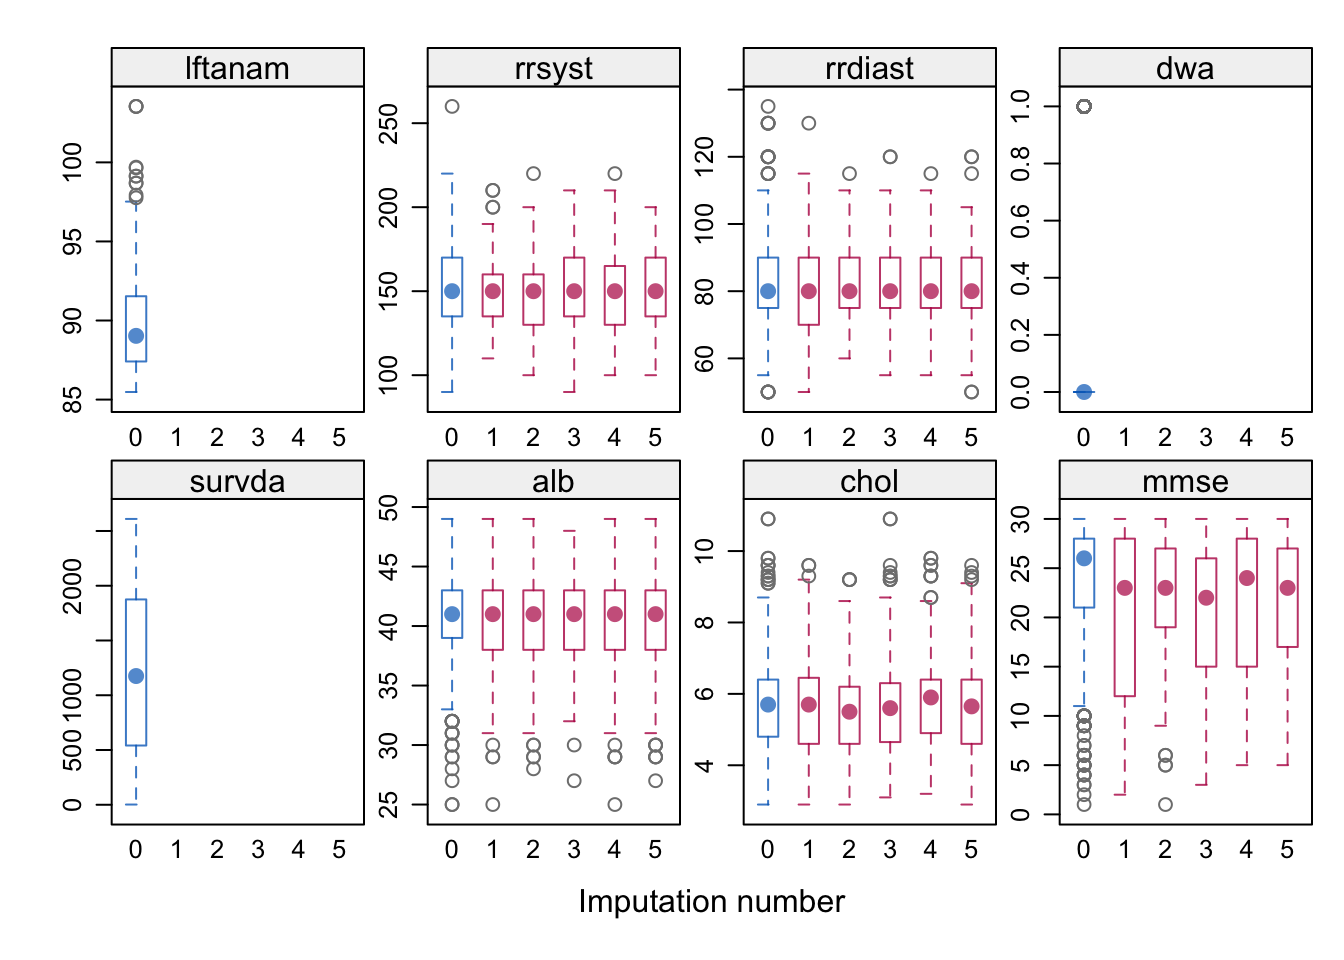 lftanam
rrsyst
rrdiast
dwa
85 90 95 100
100 150 200 250
60 80 100 120
0.0 0.2 0.4 0.6 0.8 1.0
0 1 2 3 4 5
0 1 2 3 4 5
0 1 2 3 4 5
0 1 2 3 4 5
survda
alb
chol
mmse
0 500 1000 2000
25 30 35 40 45 50
4 6 8 10
0 5 10 15 20 25 30
0 1 2 3 4 5
0 1 2 3 4 5
0 1 2 3 4 5
0 1 2 3 4 5
Imputation number